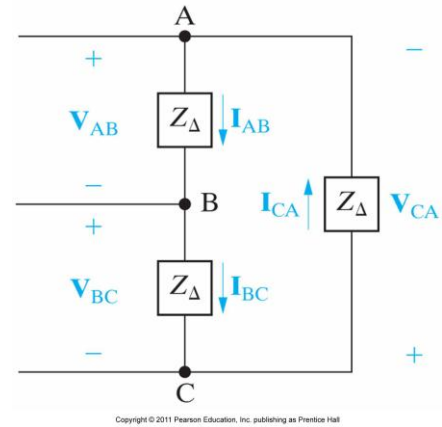 A
+
−
V_AB
Z_Δ
I_AB
−
B
+
I_CA
Z_Δ
V_CA
V_BC
Z_Δ
I_BC
−
+
C
Copyright © 2011 Pearson Education, Inc. publishing as Prentice Hall